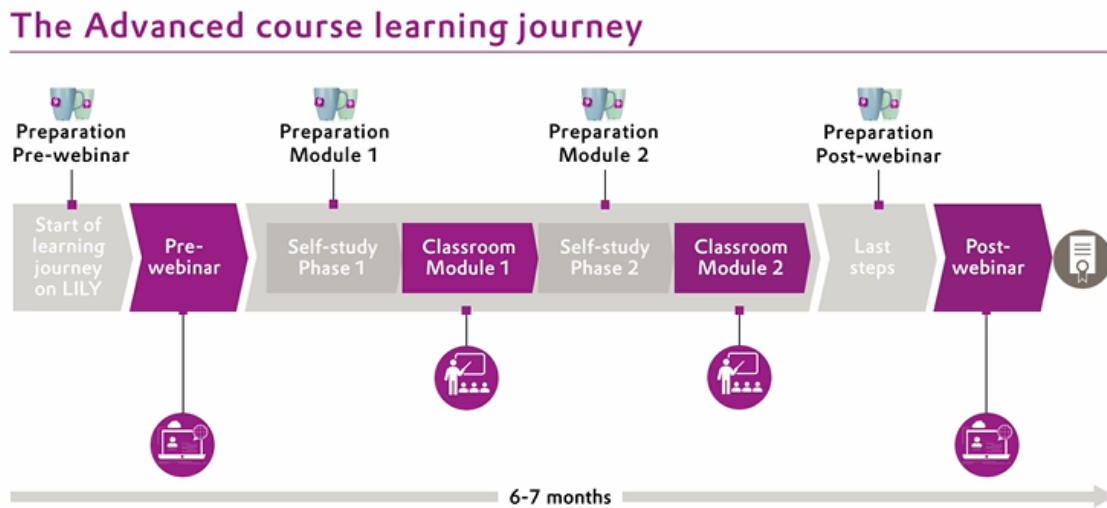 The Advanced course learning journey
Preparation
Pre-webinar
Preparation
Module 1
Preparation
Module 2
Preparation
Post-webinar
Start of
learning
journey
on LILY
Pre-
webinar
Self-study
Phase 1
Classroom
Module 1
Self-study
Phase 2
Classroom
Module 2
Last
steps
Post-
webinar
6-7 months